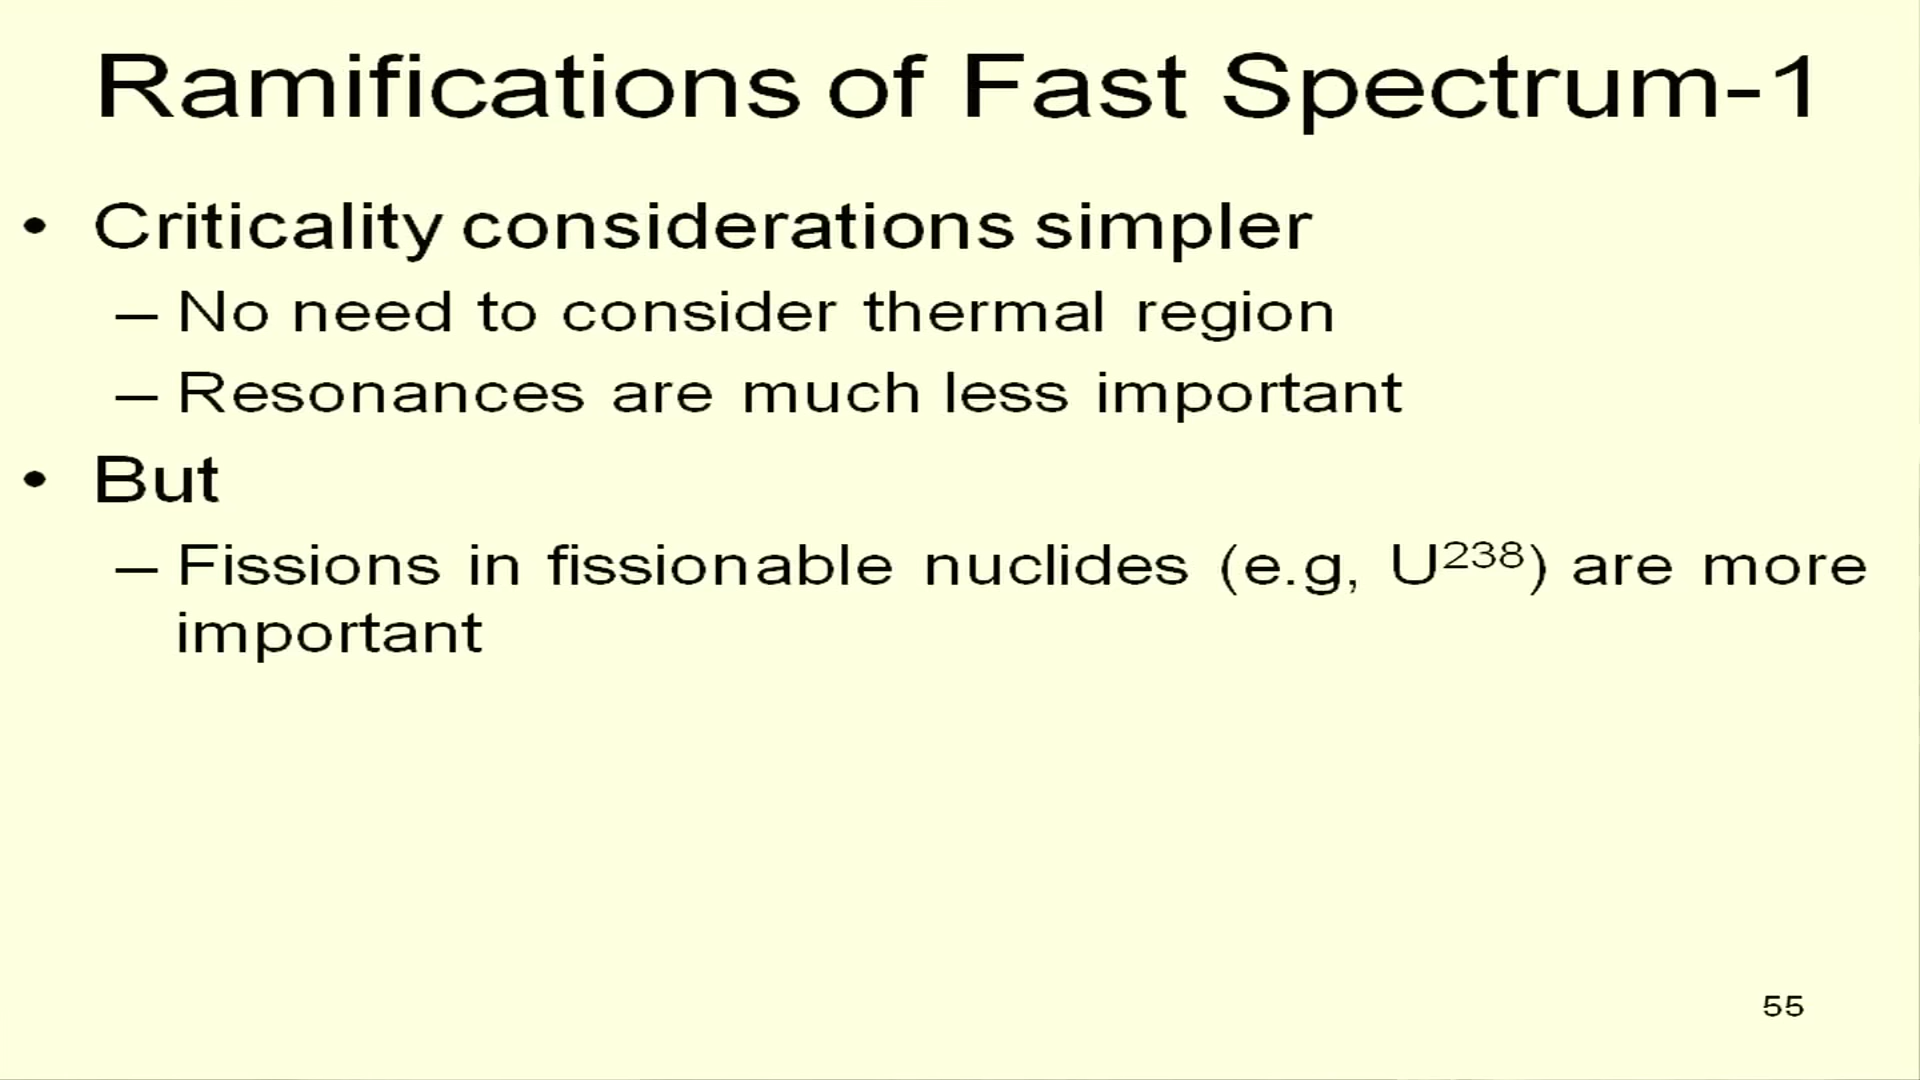 Ramifications of Fast Spectrum-1
• Criticality considerations simpler
– No need to consider thermal region
– Resonances are much less important
• But
– Fissions in fissionable nuclides (e.g, U²³⁸) are more
important
55